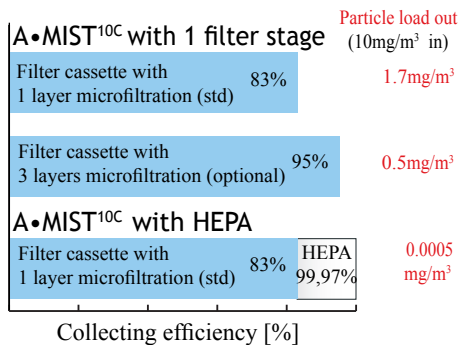 Particle load out
A•MIST10C with 1 filter stage (10mg/m³ in)
Filter cassette with
1 layer microfiltration (std) 83% 1.7mg/m³
Filter cassette with
3 layers microfiltration (optional) 95% 0.5mg/m³
A•MIST10C with HEPA
Filter cassette with
1 layer microfiltration (std) 83% HEPA
99,97% 0.0005
mg/m³
Collecting efficiency [%]